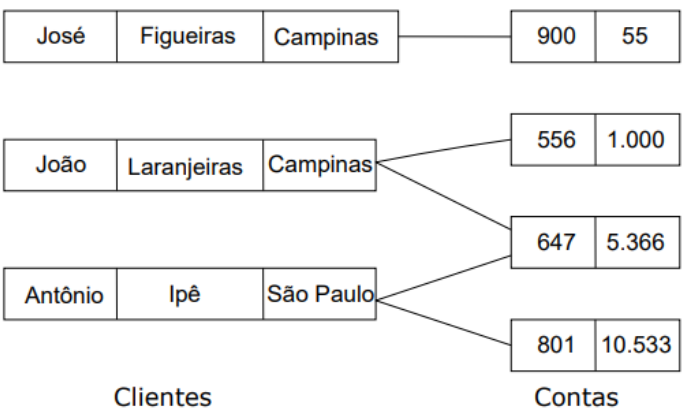 José Figueiras Campinas 900 55
556 1.000
João Laranjeiras Campinas
647 5.366
Antônio Ipê São Paulo
801 10.533
Clientes Contas